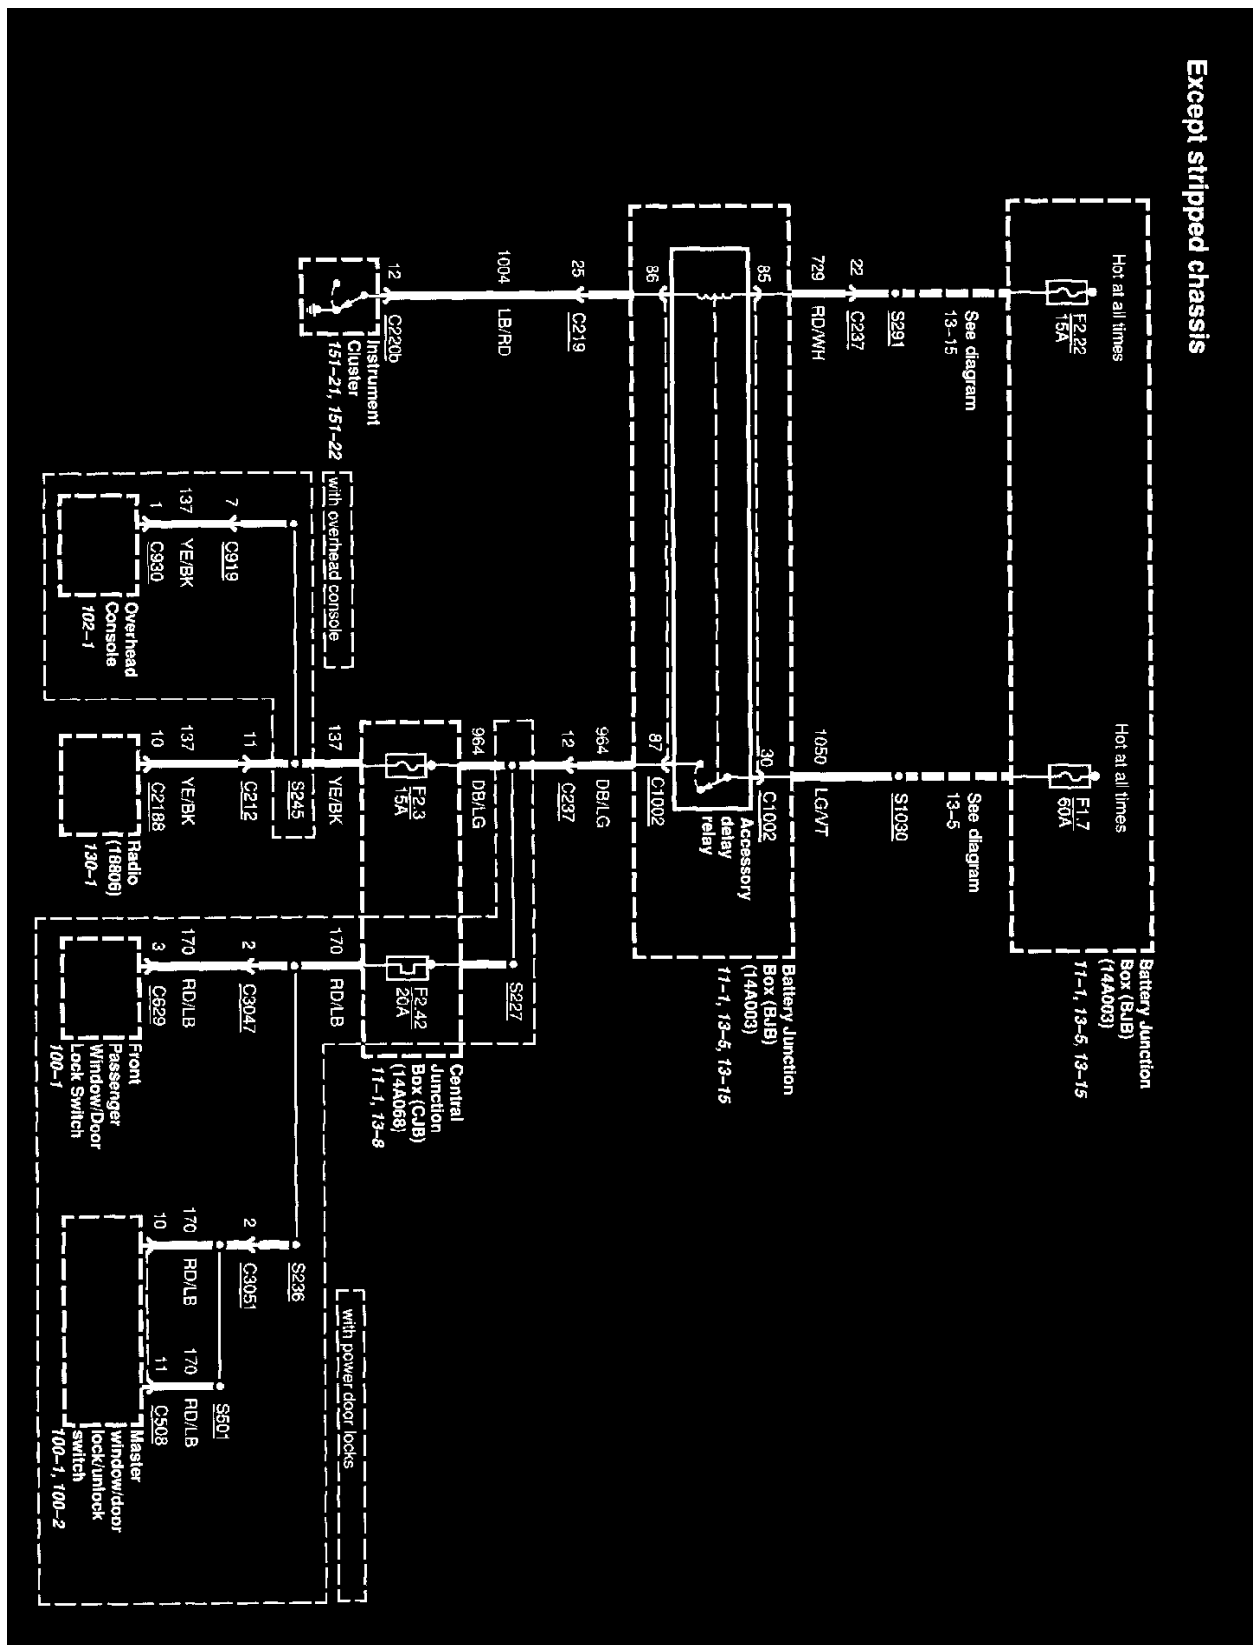 Except stripped chassis
Hot at all times
F2.22
15A
Hot at all times
F1.7
60A
Battery Junction
Box (BJB)
(14A003)
11-1, 13-5, 13-15
See diagram
13-15
See diagram
13-5
S291
S1030
22
C237
729
RD/WH
1050
LG/VT
85
30
C1002
Accessory
delay
relay
Battery Junction
Box (BJB)
(14A003)
11-1, 13-5, 13-15
86
87
C1002
25
C219
964
DB/LG
12
C237
1004
LB/RD
S227
964
DB/LG
12
C220b
F2.3
15A
F2.42
20A
Central
Junction
Box (CJB)
(14A068)
11-1, 13-8
Instrument
Cluster
151-21, 151-22
with overhead console
137
YE/BK
170
RD/LB
with power door locks
S245
S236
7
C919
11
C212
2
C3047
2
C3051
S501
137
YE/BK
137
YE/BK
170
RD/LB
170
RD/LB
170
RD/LB
1
C930
10
C2188
3
C629
10
11
C508
Overhead
Console
102-1
Radio
(18806)
130-1
Front
Passenger
Window/Door
Lock Switch
100-1
Master
window/door
lock/unlock
switch
100-1, 100-2